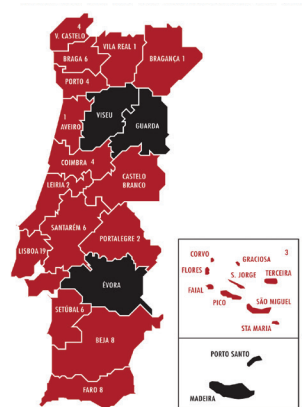 4
V. CASTELO
VILA REAL 1
BRAGANÇA 1
BRAGA 6
PORTO 4
1
AVEIRO
VISEU
GUARDA
COIMBRA 4
CASTELO
BRANCO
LEIRIA 2
SANTARÉM 6
LISBOA 19
PORTALEGRE 2
ÉVORA
SETÚBAL 6
BEJA 8
FARO 8
3
CORVO
GRACIOSA
FLORES
TERCEIRA
S. JORGE
FAIAL
PICO
SÃO MIGUEL
STA MARIA
PORTO SANTO
MADEIRA